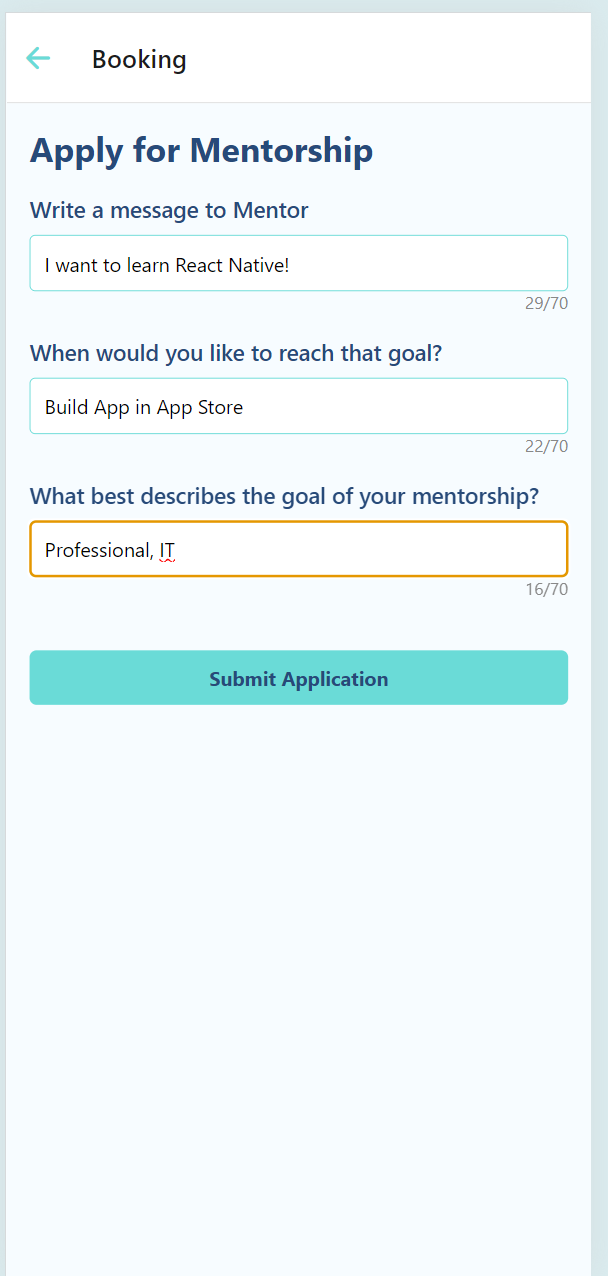 Booking
Apply for Mentorship
Write a message to Mentor
I want to learn React Native!
29/70
When would you like to reach that goal?
Build App in App Store
22/70
What best describes the goal of your mentorship?
Professional, IT
16/70
Submit Application